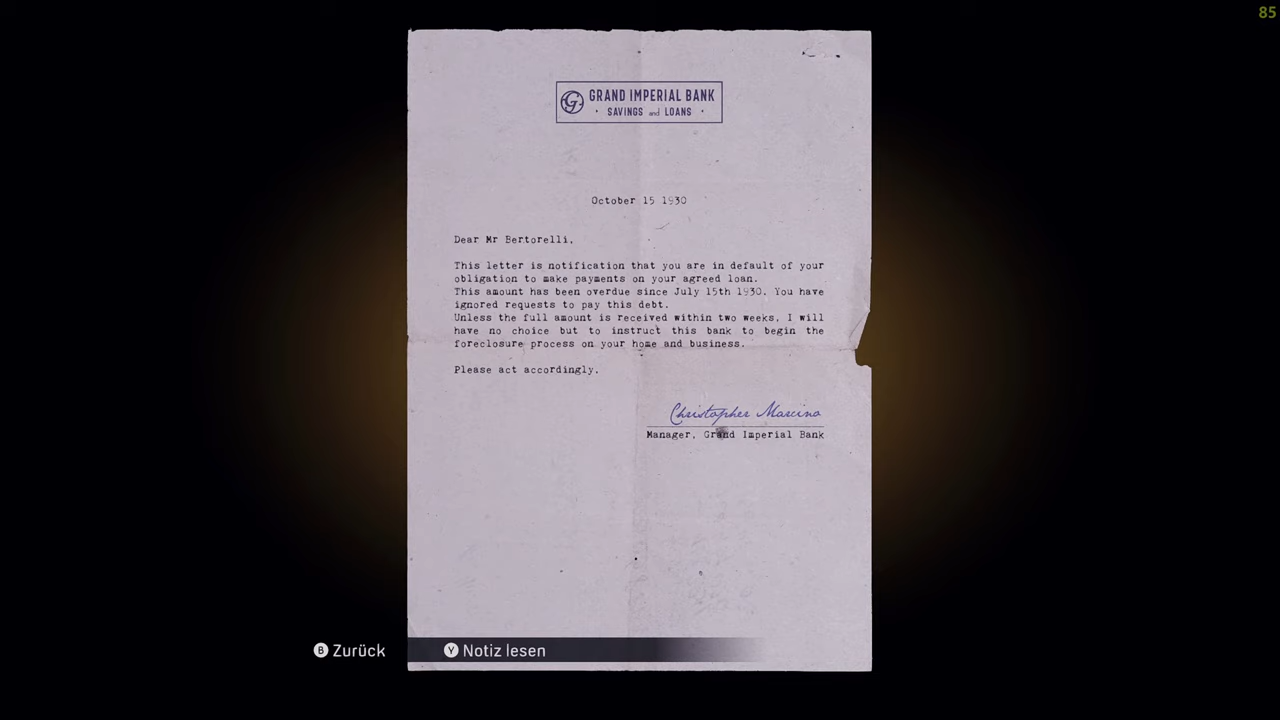 85
GRAND IMPERIAL BANK
· SAVINGS and LOANS ·
October 15 1930
Dear Mr Bertorelli,
This letter is notification that you are in default of your
obligation to make payments on your agreed loan.
This amount has been overdue since July 15th 1930. You have
ignored requests to pay this debt.
Unless the full amount is received within two weeks, I will
have no choice but to instruct this bank to begin the
foreclosure process on your home and business.
Please act accordingly.
Christopher Marcino
Manager, Grand Imperial Bank
B Zurück
Y Notiz lesen